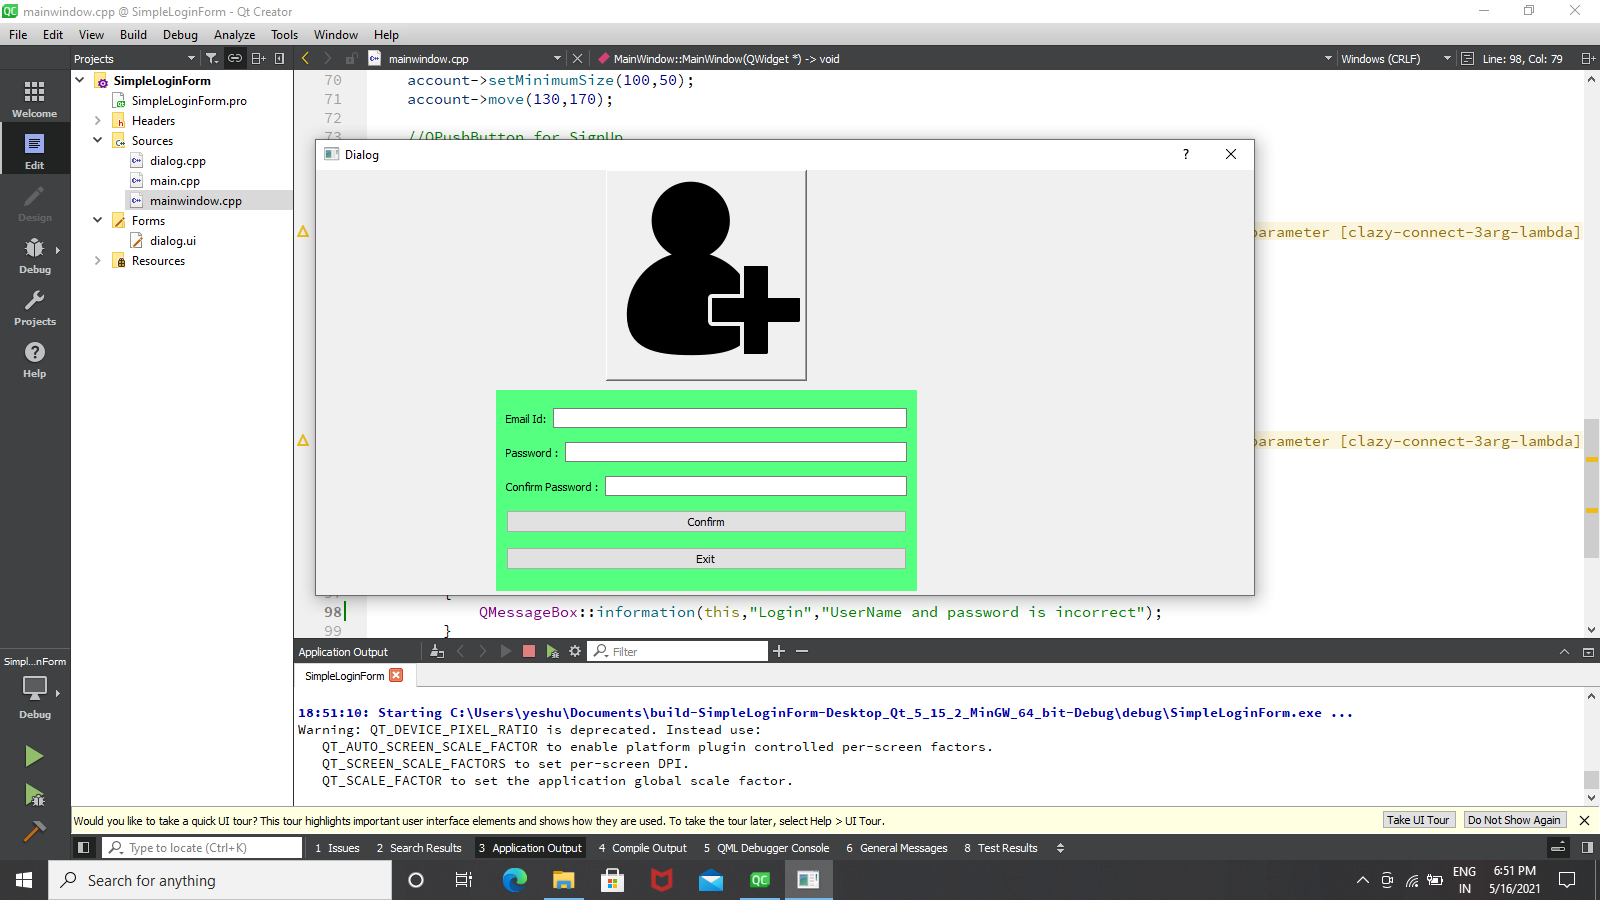 mainwindow.cpp @ SimpleLoginForm - Qt Creator
File Edit View Build Debug Analyze Tools Window Help
Projects
mainwindow.cpp
MainWindow::MainWindow(QWidget *) -> void
Windows (CRLF)
Line: 98, Col: 79
Welcome
Edit
Design
Debug
Projects
Help
SimpleLoginForm
SimpleLoginForm.pro
Headers
Sources
dialog.cpp
main.cpp
mainwindow.cpp
Forms
dialog.ui
Resources
70 account->setMinimumSize(100,50);
71 account->move(130,170);
72
73 //QPushButton for SignUp
Dialog
?
parameter [clazy-connect-3arg-lambda]
parameter [clazy-connect-3arg-lambda]
Email Id:
Password :
Confirm Password :
Confirm
Exit
{
98 QMessageBox::information(this,"Login","UserName and password is incorrect");
99 }
Simpl...nForm
Debug
Application Output
Filter
SimpleLoginForm
18:51:10: Starting C:\Users\yeshu\Documents\build-SimpleLoginForm-Desktop_Qt_5_15_2_MinGW_64_bit-Debug\debug\SimpleLoginForm.exe ...
Warning: QT_DEVICE_PIXEL_RATIO is deprecated. Instead use:
QT_AUTO_SCREEN_SCALE_FACTOR to enable platform plugin controlled per-screen factors.
QT_SCREEN_SCALE_FACTORS to set per-screen DPI.
QT_SCALE_FACTOR to set the application global scale factor.
Would you like to take a quick UI tour? This tour highlights important user interface elements and shows how they are used. To take the tour later, select Help > UI Tour.
Take UI Tour
Do Not Show Again
Type to locate (Ctrl+K)
1 Issues 2 Search Results 3 Application Output 4 Compile Output 5 QML Debugger Console 6 General Messages 8 Test Results
Search for anything
QC
ENG
IN
6:51 PM
5/16/2021